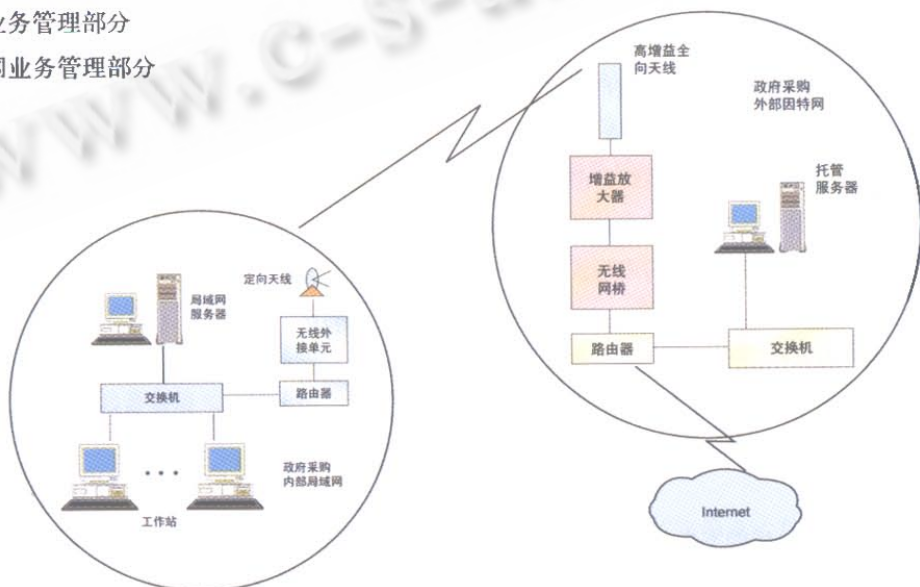 业务管理部分
网业务管理部分
www.c-s-
高增益全
向天线
政府采购
外部因特网
增益放
大器
托管
服务器
无线
网桥
路由器
交换机
定向天线
局域网
服务器
无线外
接单元
交换机
路由器
政府采购
内部局域网
工作站
Internet